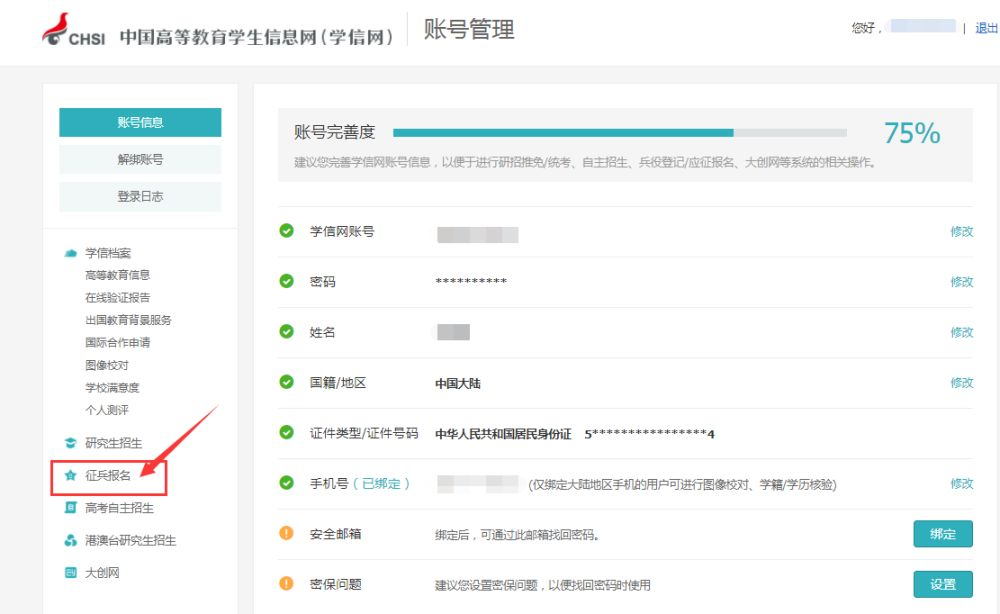 CHSI 中国高等教育学生信息网(学信网) 账号管理
您好， | 退出
账号信息
解绑账号
登录日志
学信档案
高等教育信息
在线验证报告
出国教育背景服务
国际合作申请
图像校对
学校满意度
个人测评
研究生招生
征兵报名
高考自主招生
港澳台研究生招生
大创网
账号完善度 75%
建议您完善学信网账号信息，以便于进行研招推免/统考、自主招生、兵役登记/应征报名、大创网等系统的相关操作。
学信网账号 修改
密码 ********** 修改
姓名 修改
国籍/地区 中国大陆 修改
证件类型/证件号码 中华人民共和国居民身份证 5****************4
手机号（已绑定） (仅绑定大陆地区手机的用户可进行图像校对、学籍/学历核验) 修改
安全邮箱 绑定后，可通过此邮箱找回密码。 绑定
密保问题 建议您设置密保问题，以便找回密码时使用 设置